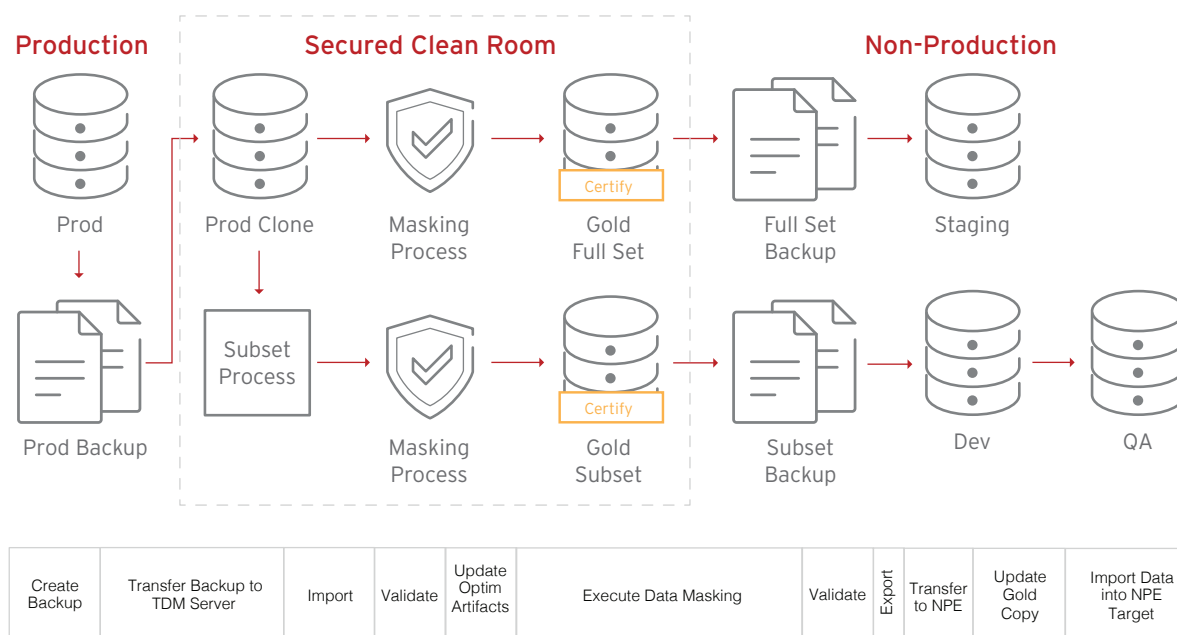 Production
Secured Clean Room
Non-Production
Certify
Prod
Prod Clone
Masking
Process
Gold
Full Set
Full Set
Backup
Staging
Subset
Process
Certify
Prod Backup
Masking
Process
Gold
Subset
Subset
Backup
Dev
QA
Create
Backup
Transfer Backup to
TDM Server
Import
Validate
Update
Optim
Artifacts
Execute Data Masking
Validate
Export
Transfer
to NPE
Update
Gold
Copy
Import Data
into NPE
Target